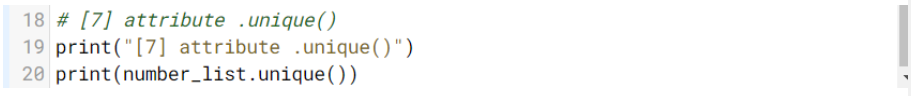 18 # [7] attribute .unique()
19 print("[7] attribute .unique()")
20 print(number_list.unique())